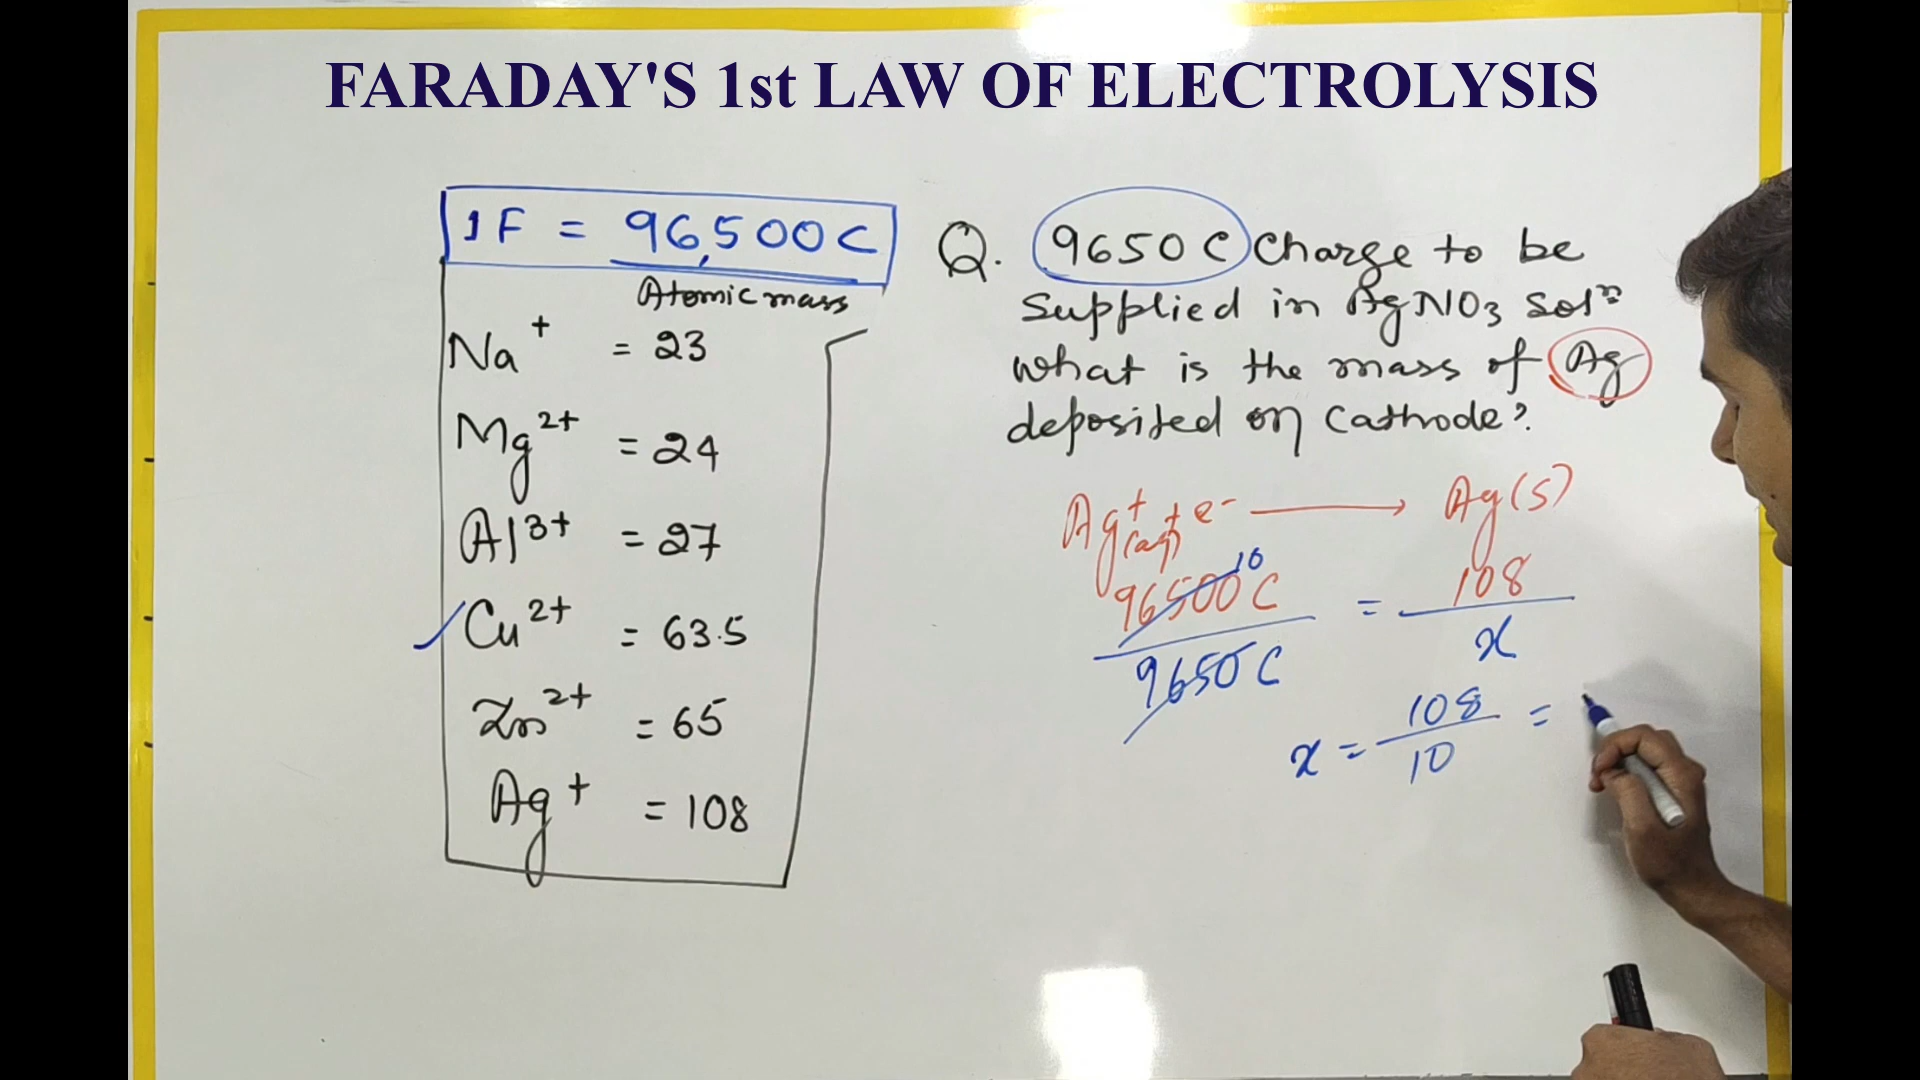 FARADAY'S 1st LAW OF ELECTROLYSIS
1F = 96,500C
Atomic mass
Na+ = 23
Mg2+ = 24
Al3+ = 27
Cu2+ = 63.5
Zn2+ = 65
Ag+ = 108
Q. 9650 C Charge to be
Supplied in AgNO3 soln
what is the mass of Ag
deposited on Cathode?
Ag+(aq) + e- → Ag(s)
96500C 10 = 108
9650C x
x = 108 =
10